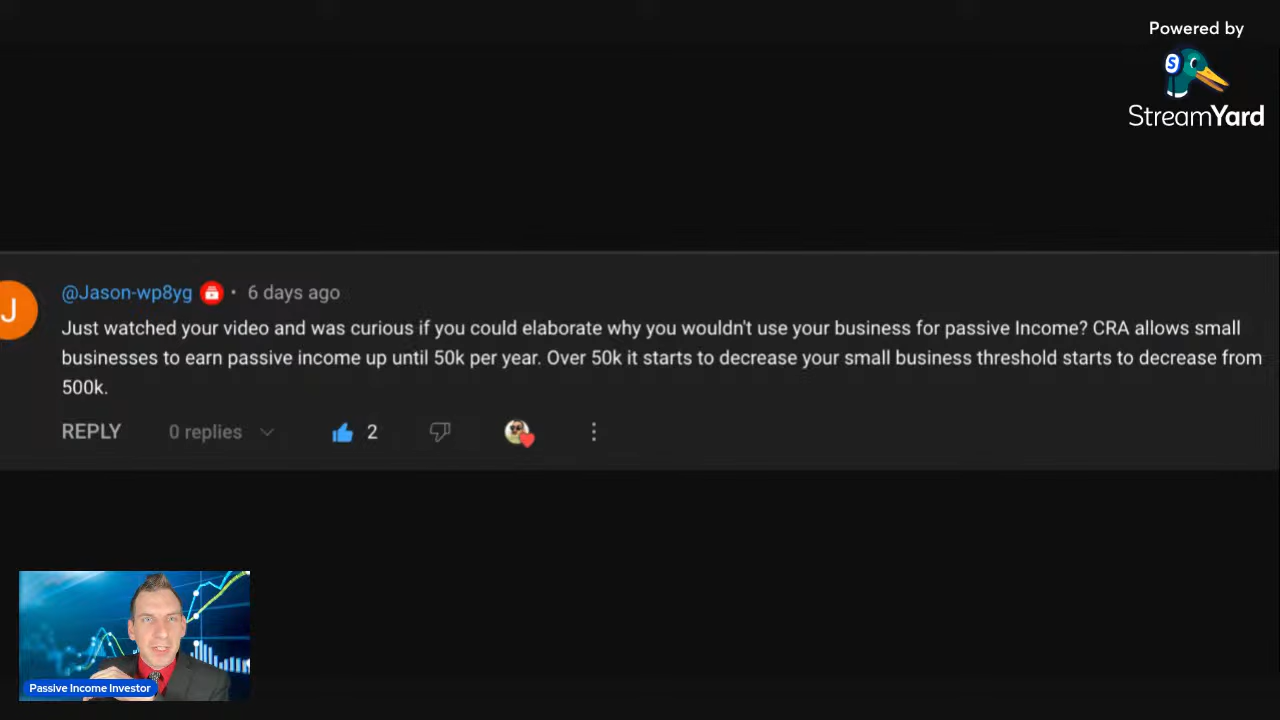 Powered by
StreamYard
@Jason-wp8yg • 6 days ago
Just watched your video and was curious if you could elaborate why you wouldn't use your business for passive Income? CRA allows small
businesses to earn passive income up until 50k per year. Over 50k it starts to decrease your small business threshold starts to decrease from
500k.
REPLY 0 replies 2
J
S
Passive Income Investor